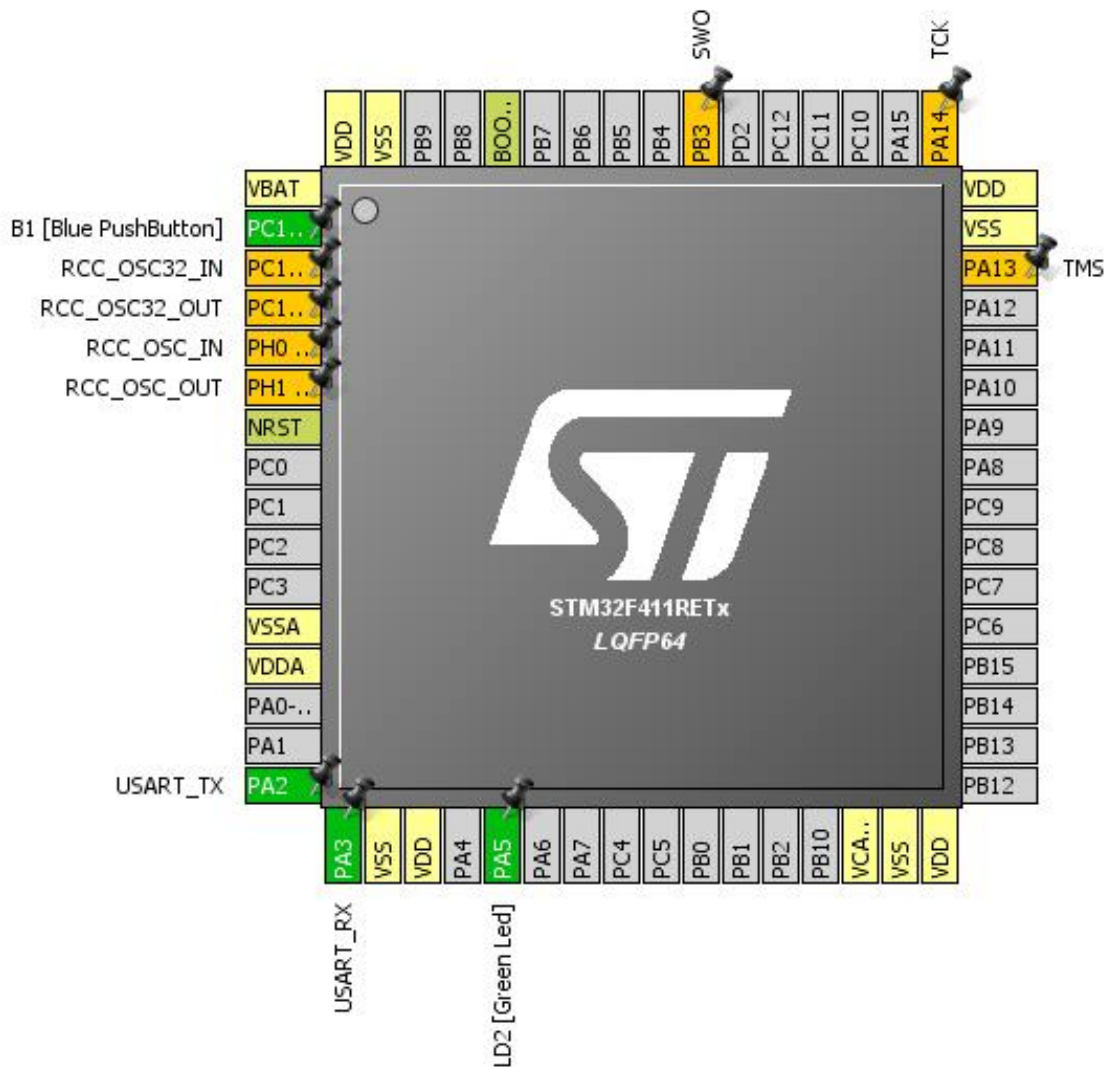 SWO
TCK
VDD
VSS
PB9
PB8
BOO..
PB7
PB6
PB5
PB4
PB3
PD2
PC12
PC11
PC10
PA15
PA14
VBAT
B1 [Blue PushButton] PC1..
RCC_OSC32_IN PC1..
RCC_OSC32_OUT PC1..
RCC_OSC_IN PH0 ..
RCC_OSC_OUT PH1 ..
NRST
PC0
PC1
PC2
PC3
VSSA
VDDA
PA0-..
PA1
USART_TX PA2
VDD
VSS
PA13 TMS
PA12
PA11
PA10
PA9
PA8
PC9
PC8
PC7
PC6
PB15
PB14
PB13
PB12
ST
STM32F411RETx
LQFP64
PA3
VSS
VDD
PA4
PA5
PA6
PA7
PC4
PC5
PB0
PB1
PB2
PB10
VCA..
VSS
VDD
USART_RX
LD2 [Green Led]